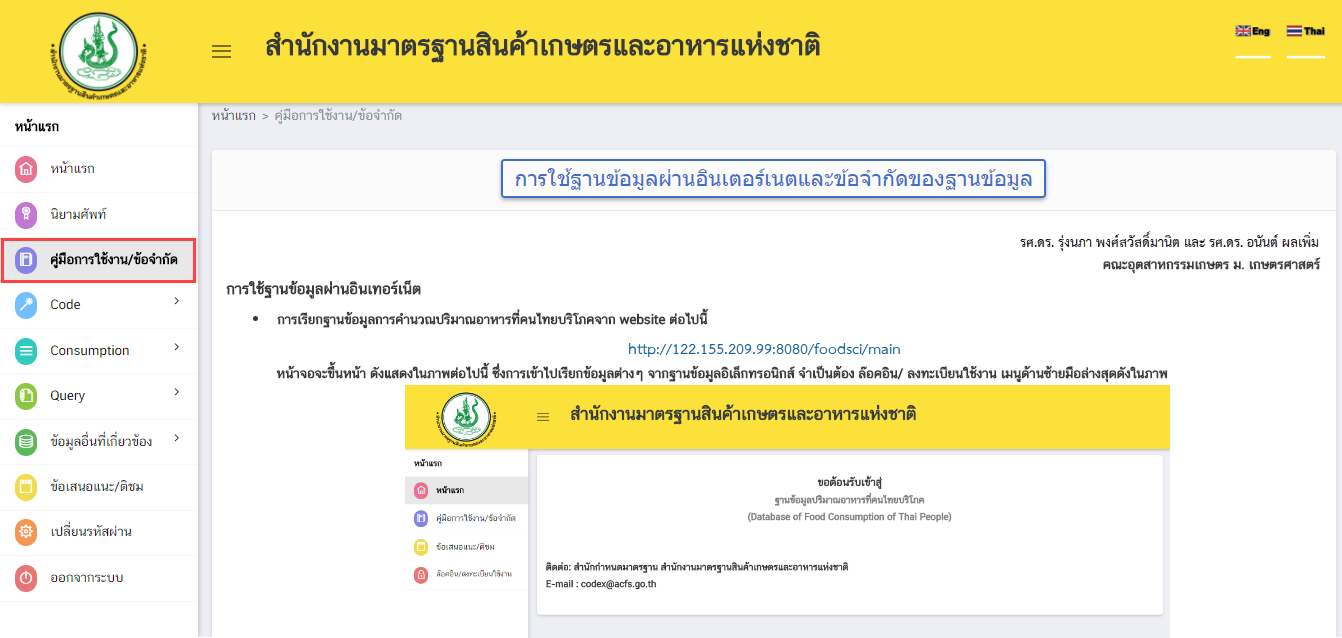 สำนักงานมาตรฐานสินค้าเกษตรและอาหารแห่งชาติ
Eng
Thai
หน้าแรก
หน้าแรก
นิยามศัพท์
คู่มือการใช้งาน/ข้อจำกัด
Code
Consumption
Query
ข้อมูลอื่นที่เกี่ยวข้อง
ข้อเสนอแนะ/ติชม
เปลี่ยนรหัสผ่าน
ออกจากระบบ
หน้าแรก > คู่มือการใช้งาน/ข้อจำกัด
การใช้ฐานข้อมูลผ่านอินเตอร์เนตและข้อจำกัดของฐานข้อมูล
รศ.ดร. รุ่งนภา พงศ์สวัสดิ์มานิต และ รศ.ดร. อนันต์ ผลเพิ่ม
คณะอุตสาหกรรมเกษตร ม. เกษตรศาสตร์
การใช้ฐานข้อมูลผ่านอินเทอร์เน็ต
• การเรียกฐานข้อมูลการคำนวณปริมาณอาหารที่คนไทยบริโภคจาก website ต่อไปนี้
http://122.155.209.99:8080/foodsci/main
หน้าจอจะขึ้นหน้า ดังแสดงในภาพต่อไปนี้ ซึ่งการเข้าไปเรียกข้อมูลต่างๆ จากฐานข้อมูลอิเล็กทรอนิกส์ จำเป็นต้อง ล๊อคอิน/ ลงทะเบียนใช้งาน เมนูด้านซ้ายมือล่างสุดดังในภาพ
สำนักงานมาตรฐานสินค้าเกษตรและอาหารแห่งชาติ
หน้าแรก
หน้าแรก
คู่มือการใช้งาน/ข้อจำกัด
ข้อเสนอแนะ/ติชม
ล๊อคอิน/ลงทะเบียนใช้งาน
ขอต้อนรับเข้าสู่
ฐานข้อมูลปริมาณอาหารที่คนไทยบริโภค
(Database of Food Consumption of Thai People)
ติดต่อ: สำนักกำหนดมาตรฐาน สำนักงานมาตรฐานสินค้าเกษตรและอาหารแห่งชาติ
E-mail : codex@acfs.go.th